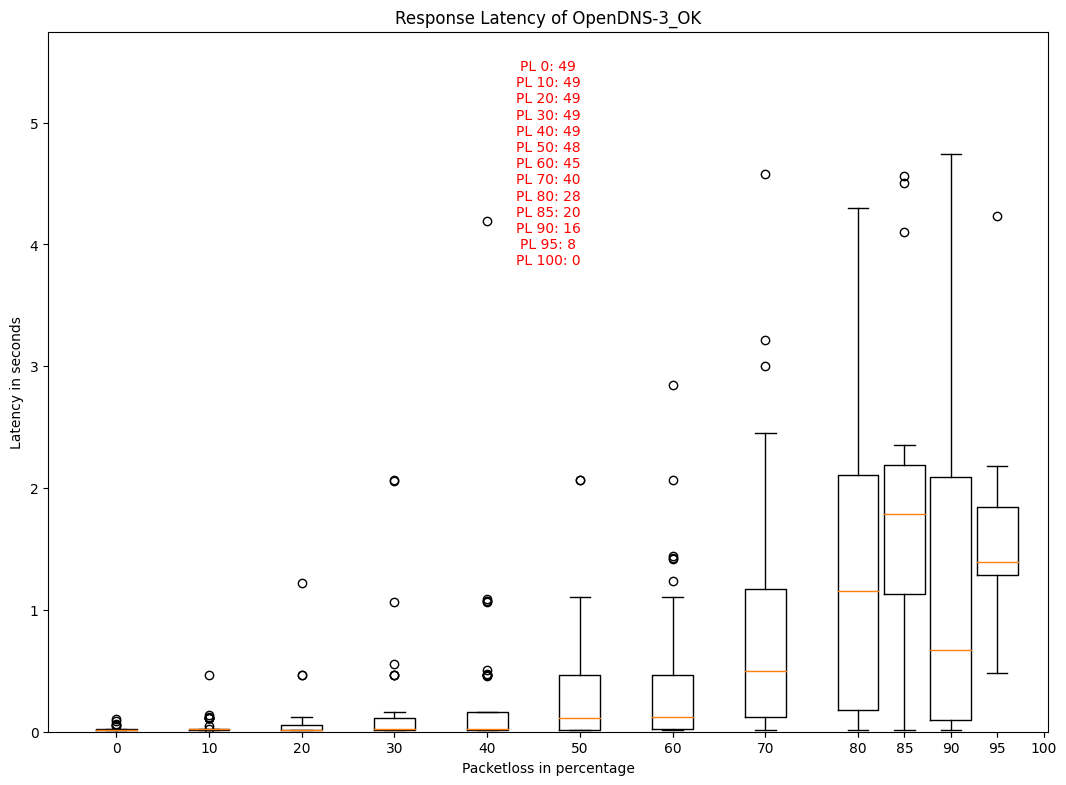 Response Latency of OpenDNS-3_OK
PL 0: 49
PL 10: 49
PL 20: 49
PL 30: 49
PL 40: 49
PL 50: 48
PL 60: 45
PL 70: 40
PL 80: 28
PL 85: 20
PL 90: 16
PL 95: 8
PL 100: 0
Latency in seconds
5
4
3
2
1
0
0 10 20 30 40 50 60 70 80 85 90 95 100
Packetloss in percentage